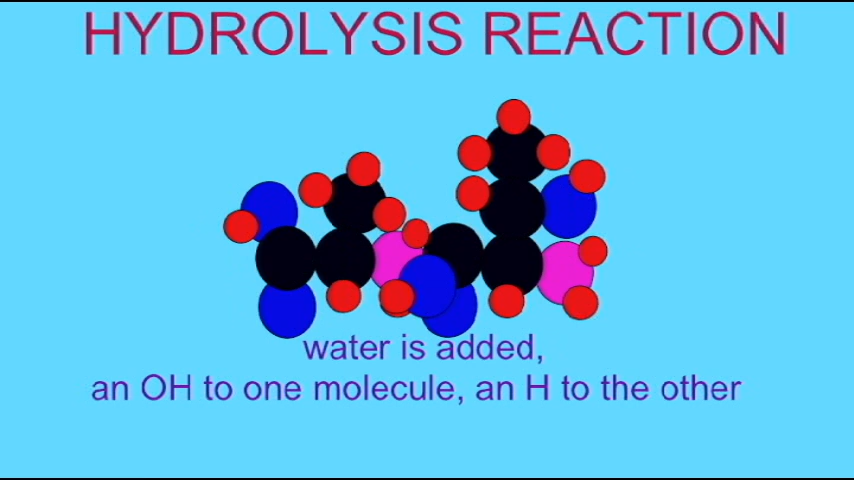 HYDROLYSIS REACTION
water is added,
an OH to one molecule, an H to the other